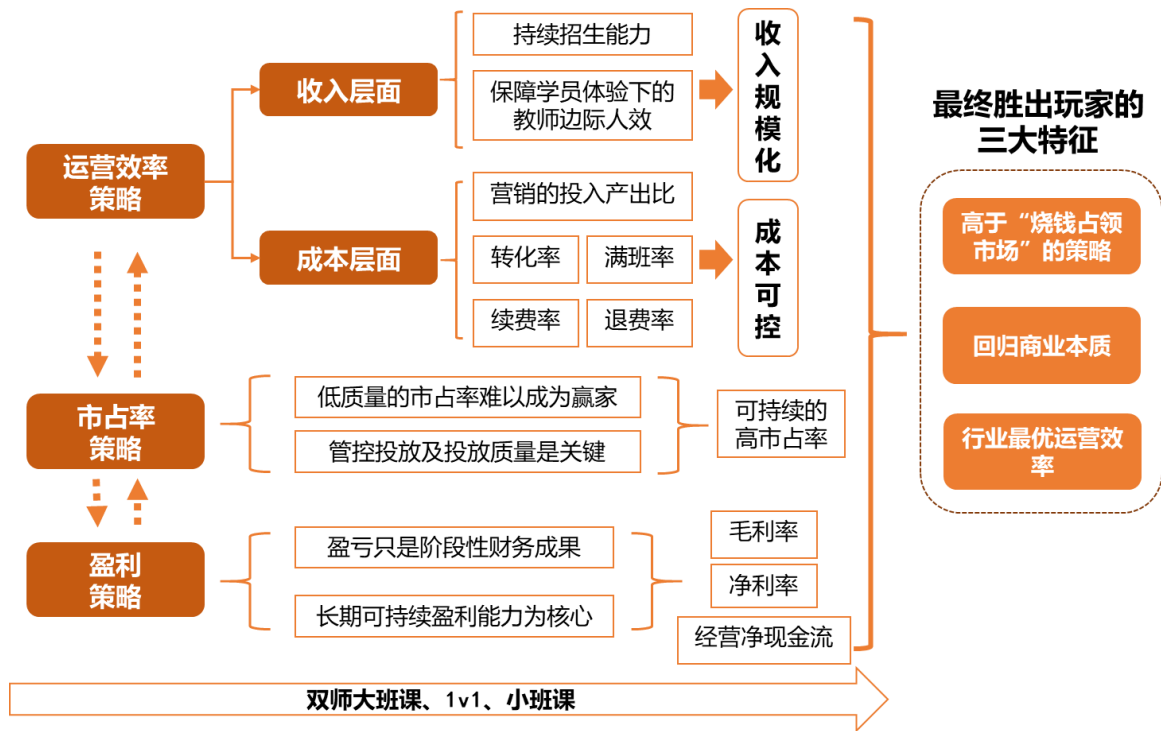 运营效率
策略
收入层面
持续招生能力
保障学员体验下的
教师边际人效
收入规模化
成本层面
营销的投入产出比
转化率
满班率
续费率
退费率
成本可控
市占率
策略
低质量的市占率难以成为赢家
管控投放及投放质量是关键
可持续的
高市占率
盈利
策略
盈亏只是阶段性财务成果
长期可持续盈利能力为核心
毛利率
净利率
经营净现金流
最终胜出玩家的
三大特征
高于“烧钱占领
市场”的策略
回归商业本质
行业最优运营效
率
双师大班课、1v1、小班课